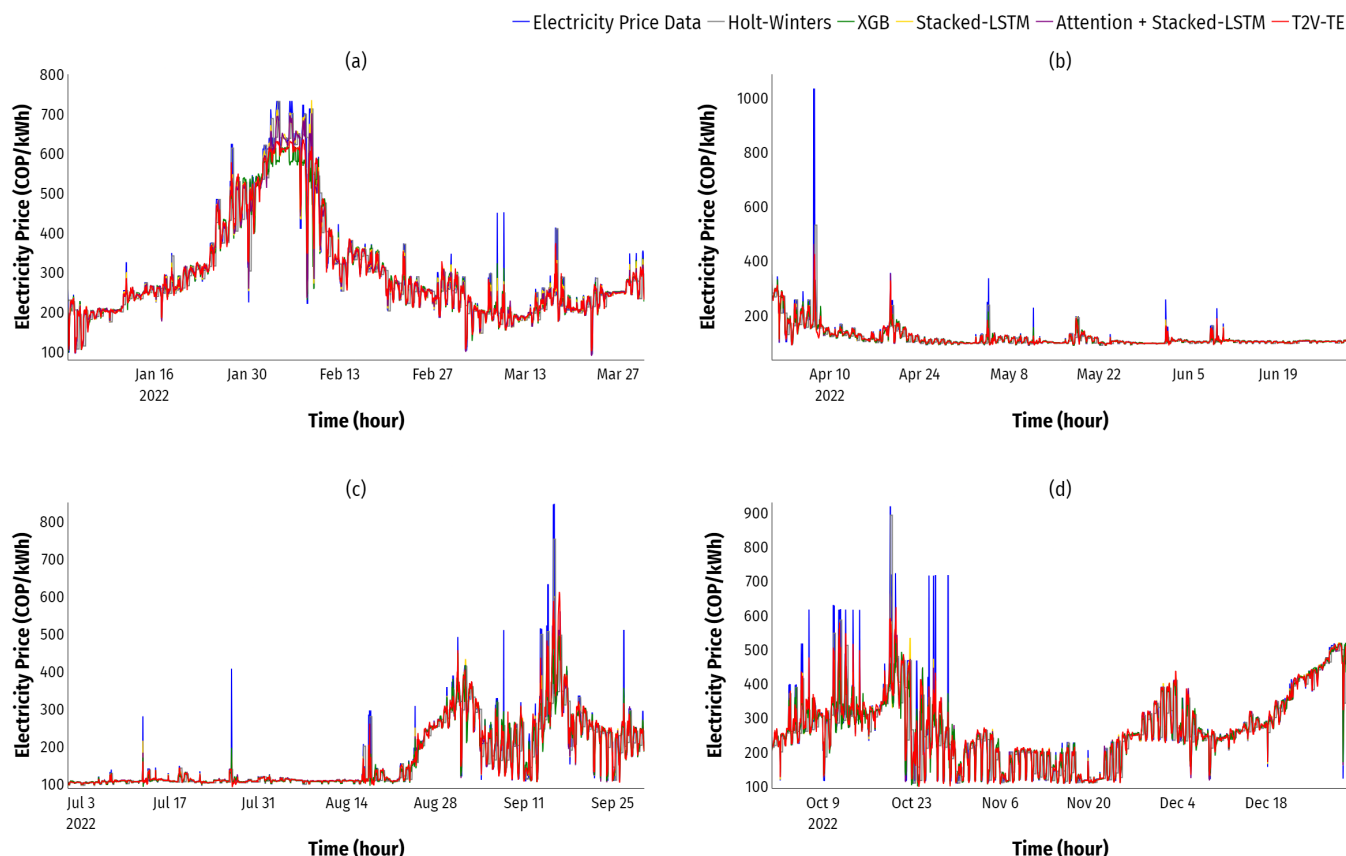 Electricity Price Data Holt-Winters XGB Stacked-LSTM Attention + Stacked-LSTM T2V-TE
(a)
Electricity Price (COP/kWh)
800
700
600
500
400
300
200
100
Jan 16 Jan 30 Feb 13 Feb 27 Mar 13 Mar 27
2022
Time (hour)
(b)
Electricity Price (COP/kWh)
1000
800
600
400
200
Apr 10 Apr 24 May 8 May 22 Jun 5 Jun 19
2022
Time (hour)
(c)
Electricity Price (COP/kWh)
800
700
600
500
400
300
200
100
Jul 3 Jul 17 Jul 31 Aug 14 Aug 28 Sep 11 Sep 25
2022
Time (hour)
(d)
Electricity Price (COP/kWh)
900
800
700
600
500
400
300
200
100
Oct 9 Oct 23 Nov 6 Nov 20 Dec 4 Dec 18
2022
Time (hour)